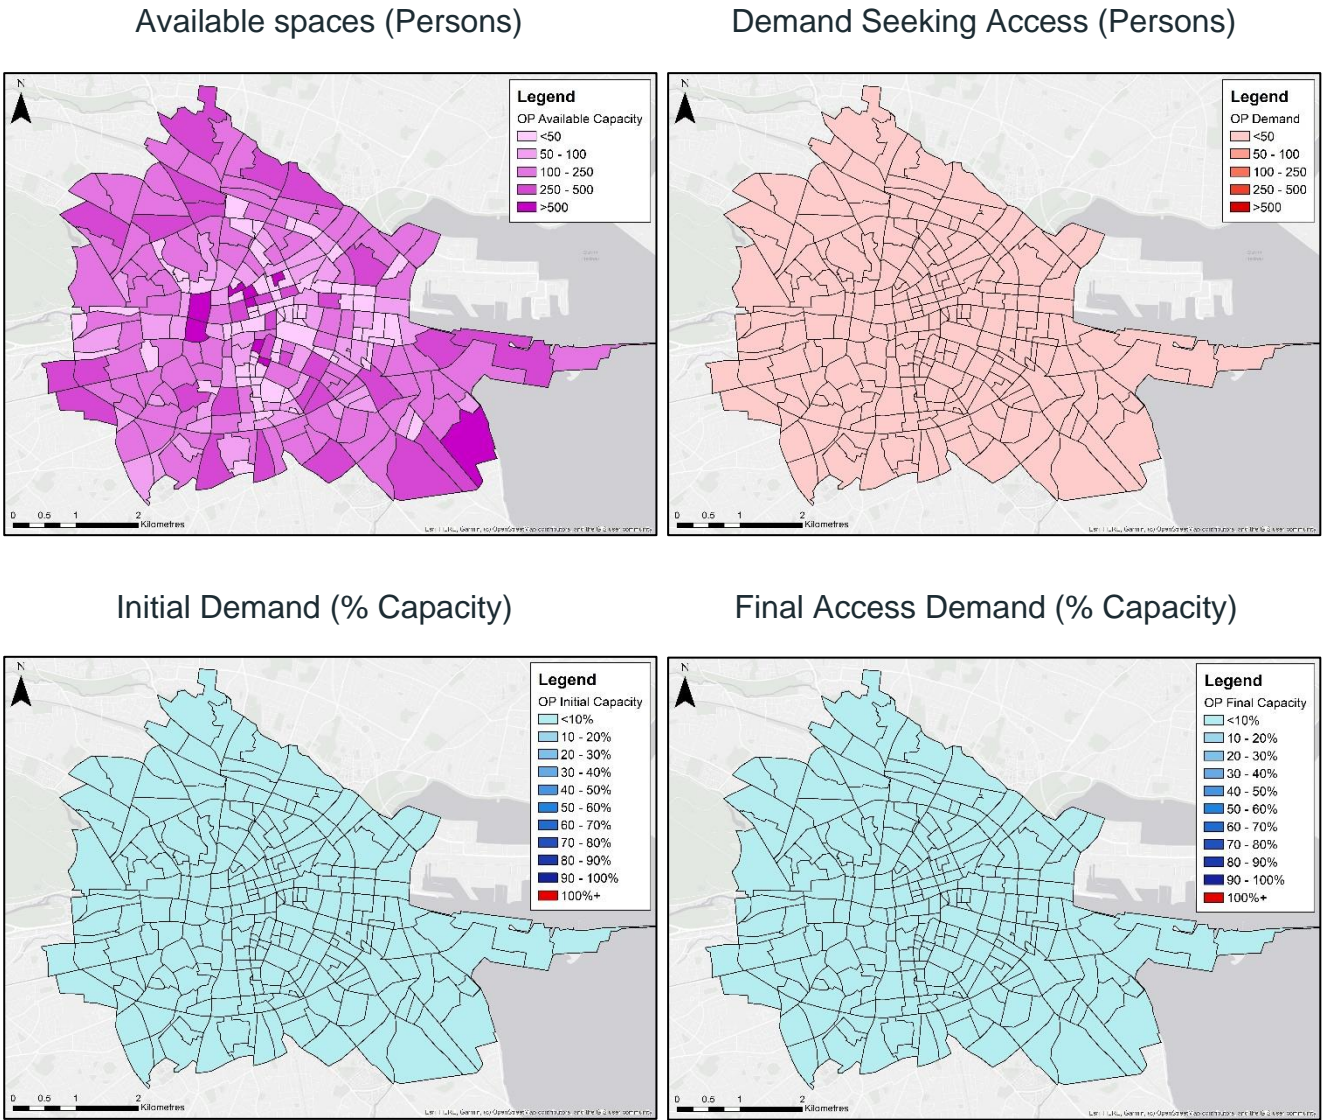 Available spaces (Persons)
Demand Seeking Access (Persons)
N
Legend
OP Available Capacity
<50
50 - 100
100 - 250
250 - 500
>500
0 0.5 1 2
Kilometres
N
Legend
OP Demand
<50
50 - 100
100 - 250
250 - 500
>500
0 0.5 1 2
Kilometres
Initial Demand (% Capacity)
Final Access Demand (% Capacity)
N
Legend
OP Initial Capacity
<10%
10 - 20%
20 - 30%
30 - 40%
40 - 50%
50 - 60%
60 - 70%
70 - 80%
80 - 90%
90 - 100%
100%+
0 0.5 1 2
Kilometres
N
Legend
OP Final Capacity
<10%
10 - 20%
20 - 30%
30 - 40%
40 - 50%
50 - 60%
60 - 70%
70 - 80%
80 - 90%
90 - 100%
100%+
0 0.5 1 2
Kilometres